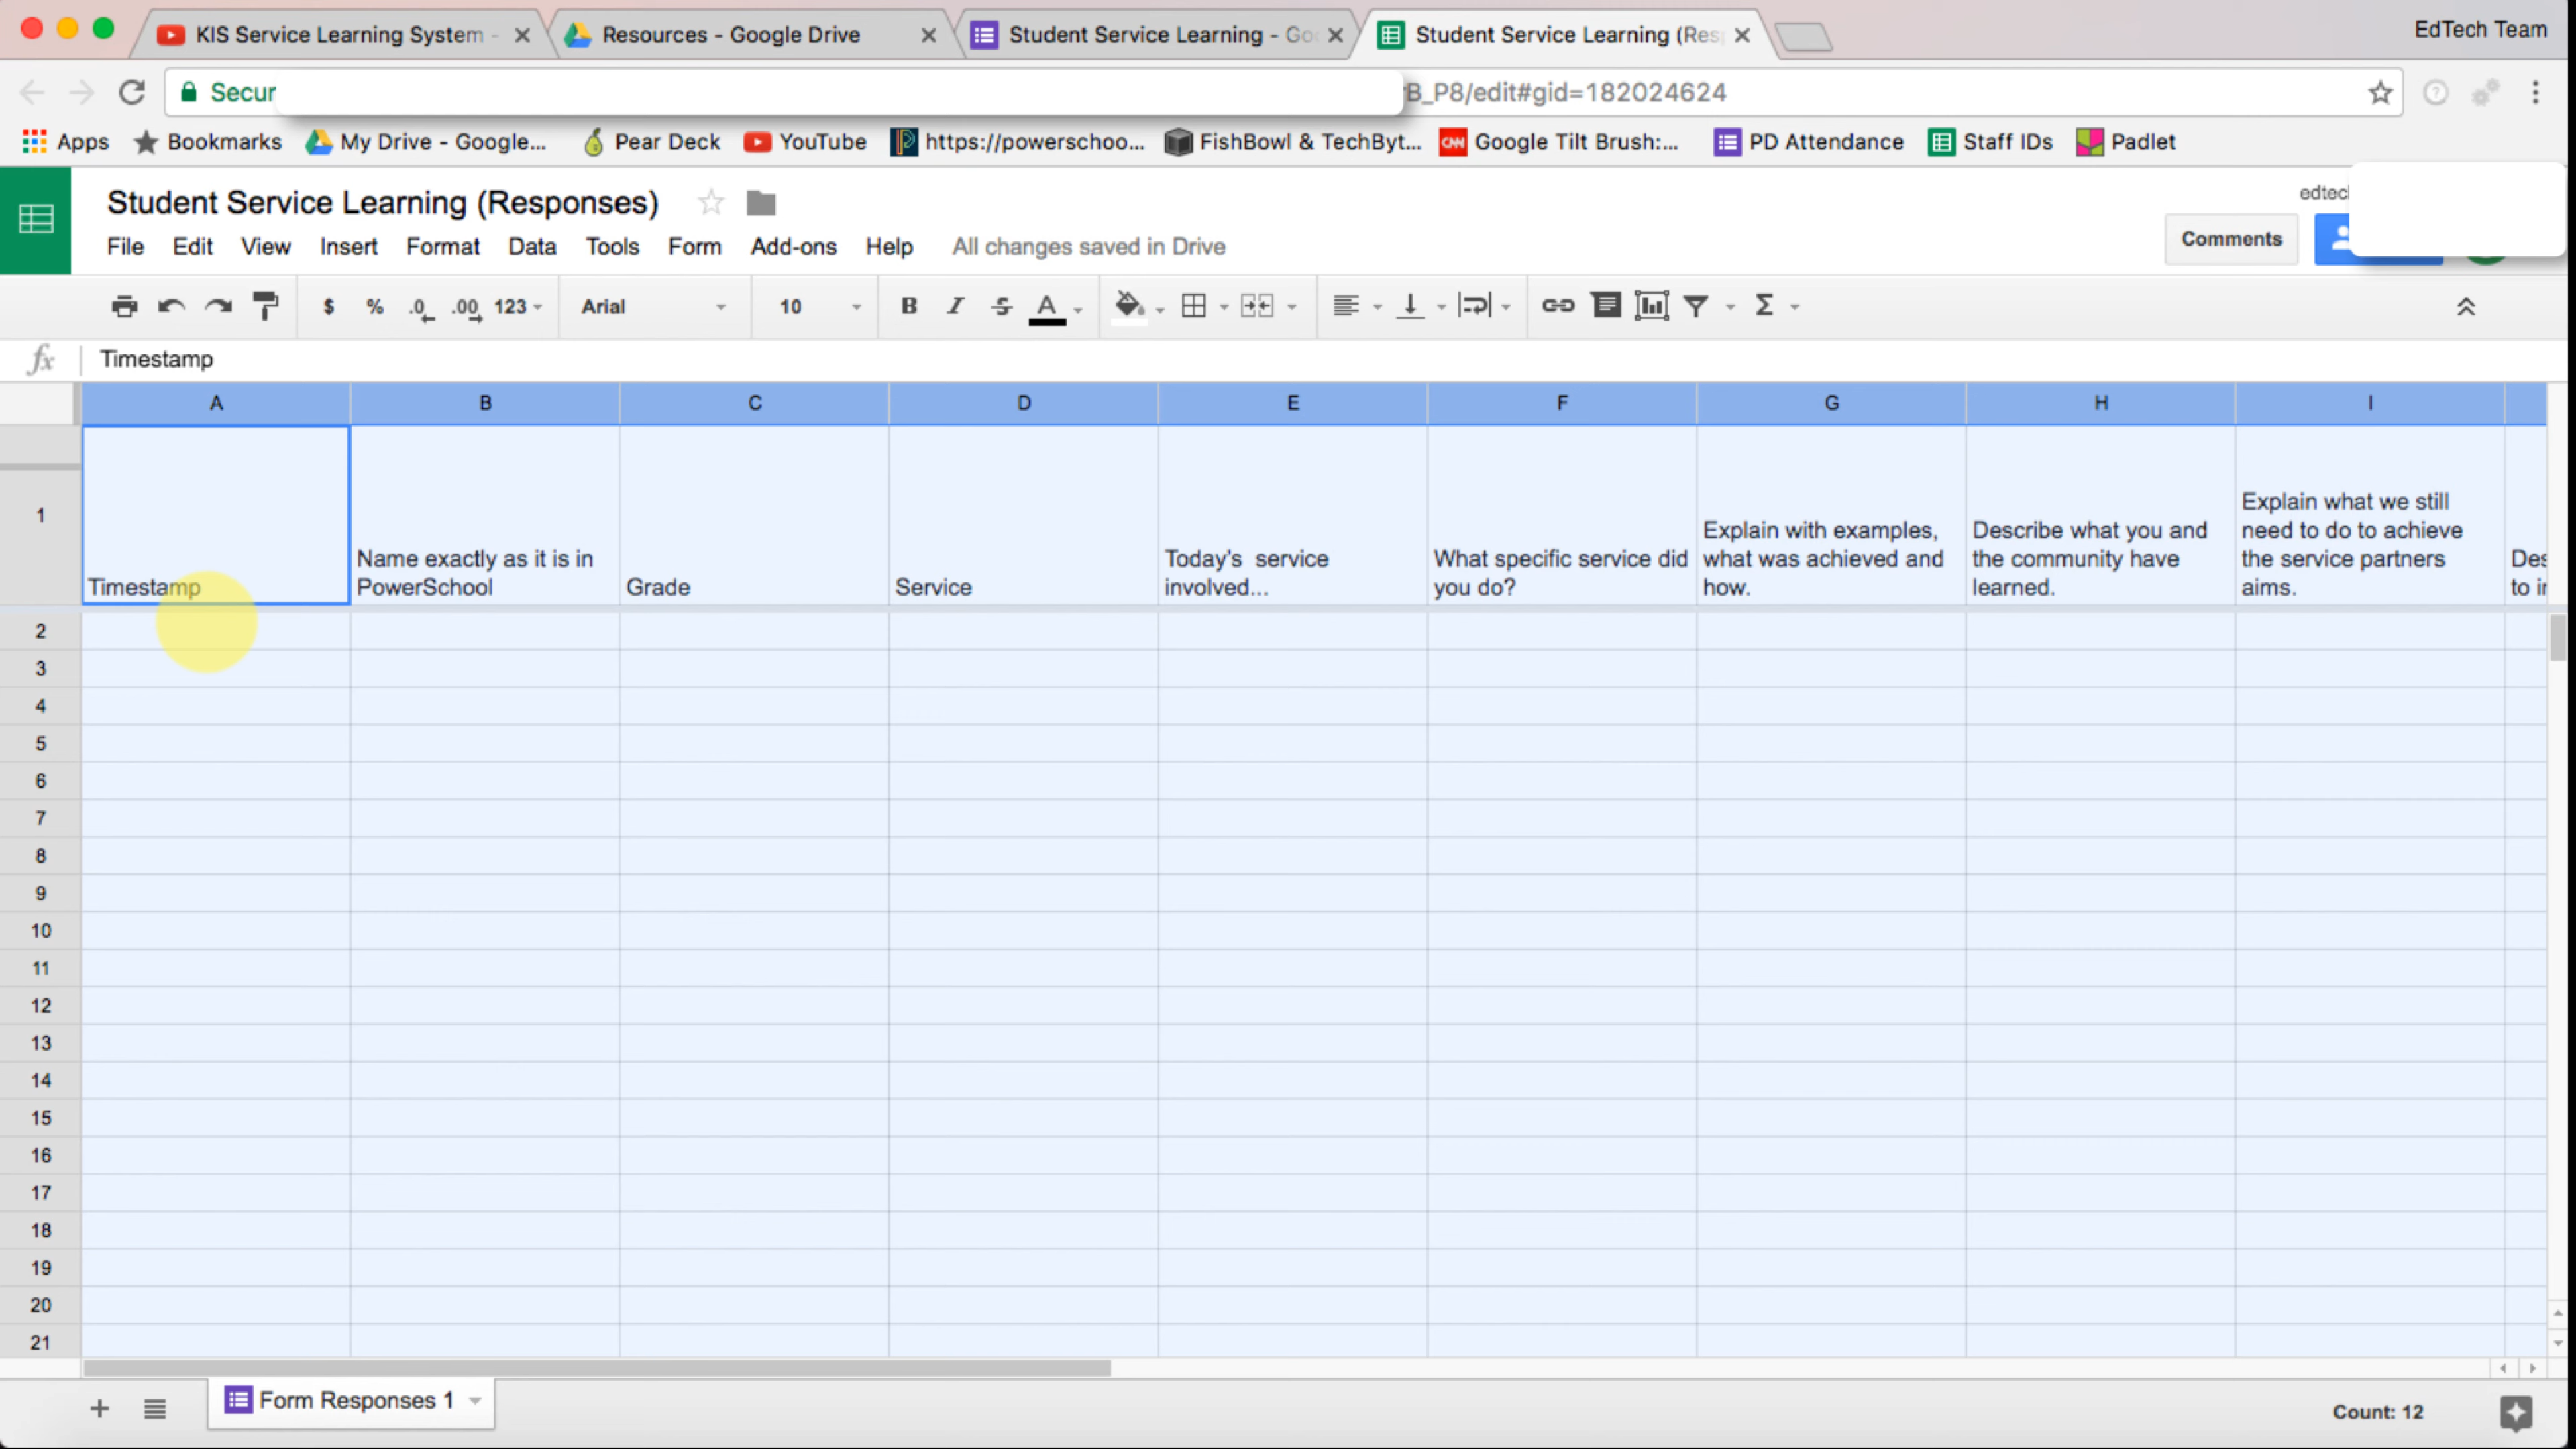 KIS Service Learning System -
Resources - Google Drive
Student Service Learning - Go
Student Service Learning (Res
EdTech Team
Secur
B_P8/edit#gid=182024624
Apps
Bookmarks
My Drive - Google...
Pear Deck
YouTube
https://powerschoo...
FishBowl & TechByt...
CNN
Google Tilt Brush:...
PD Attendance
Staff IDs
Padlet
Student Service Learning (Responses)
edtech
File Edit View Insert Format Data Tools Form Add-ons Help All changes saved in Drive
Comments
$ % .0 .00 123 Arial 10 B I S A Σ
fx Timestamp
A B C D E F G H I
1
Timestamp
Name exactly as it is in
PowerSchool
Grade
Service
Today's  service
involved...
What specific service did
you do?
Explain with examples,
what was achieved and
how.
Describe what you and
the community have
learned.
Explain what we still
need to do to achieve
the service partners
aims.
Des
to i
2
3
4
5
6
7
8
9
10
11
12
13
14
15
16
17
18
19
20
21
Form Responses 1
Count: 12